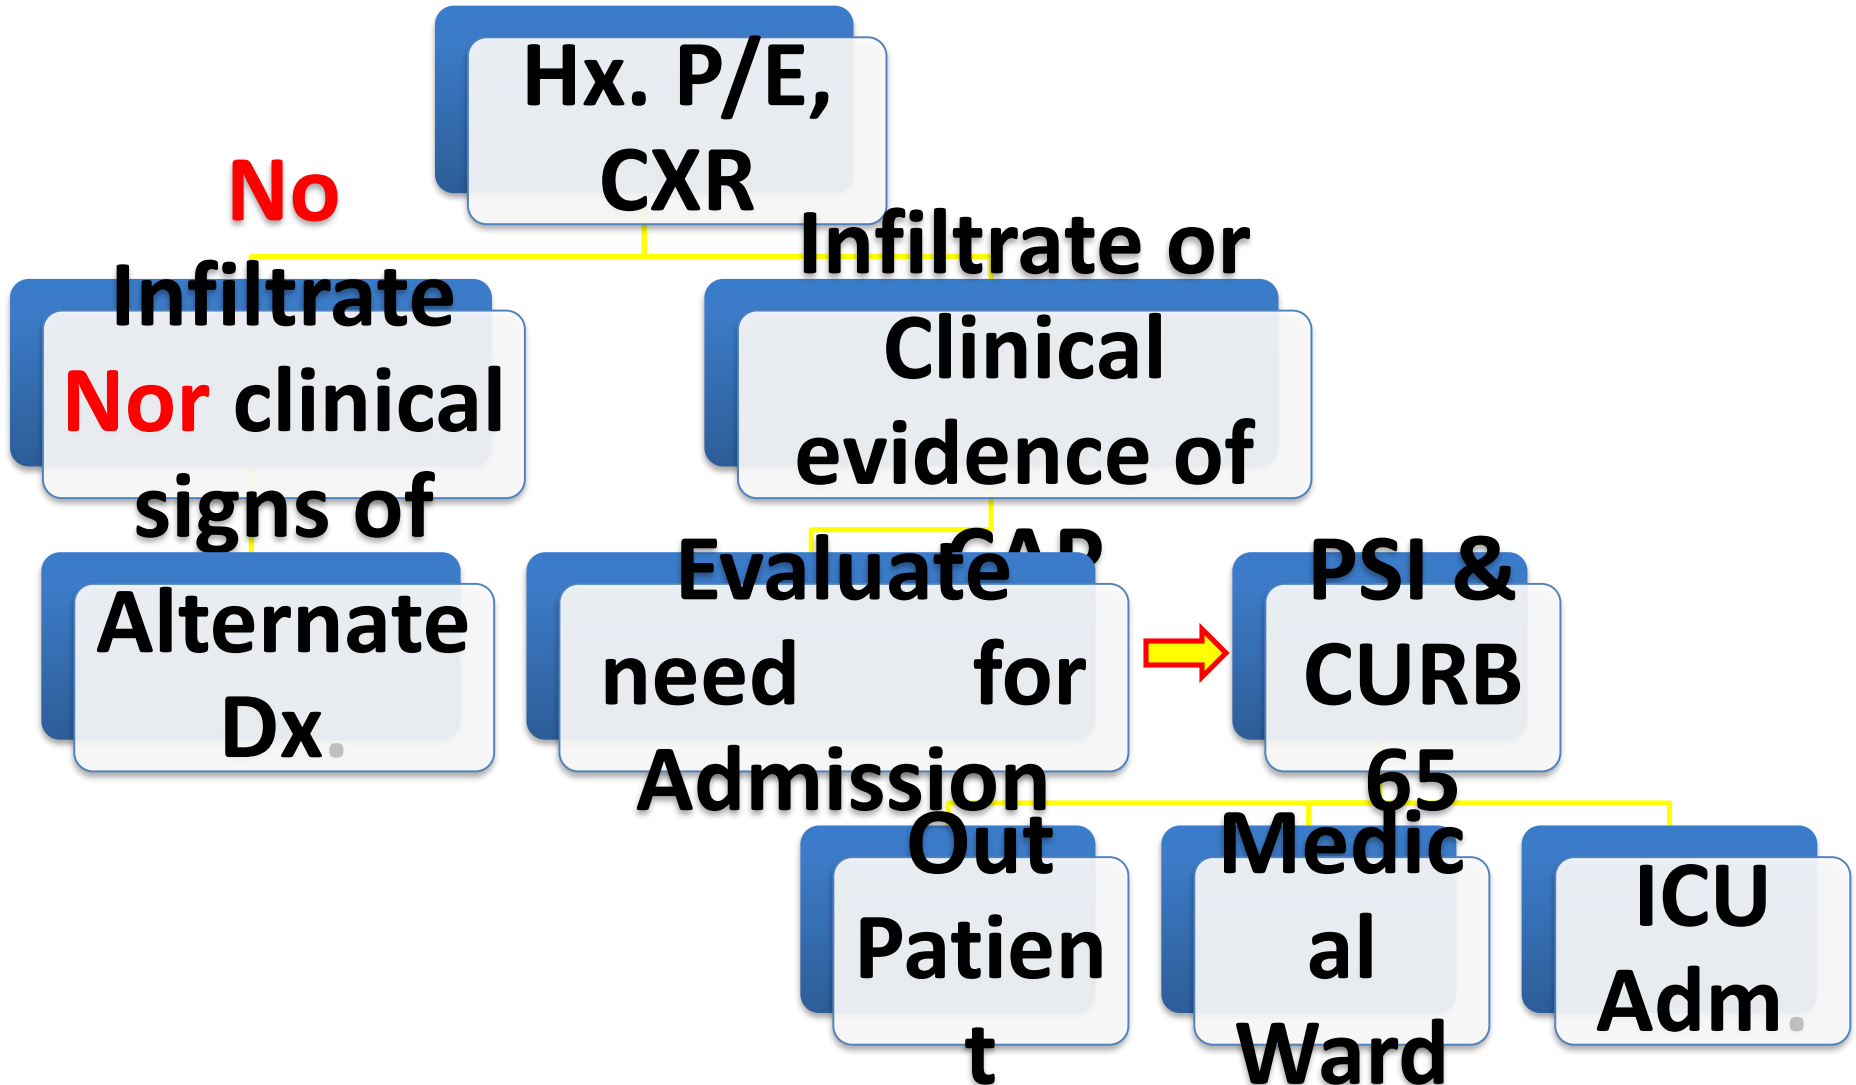 Hx. P/E,
CXR
No
Infiltrate
Nor clinical
signs of
Infiltrate or
Clinical
evidence of
CAP
Alternate
Dx.
Evaluate
need for
Admission
PSI &
CURB
65
Out
Patien
t
Medic
al
Ward
ICU
Adm.